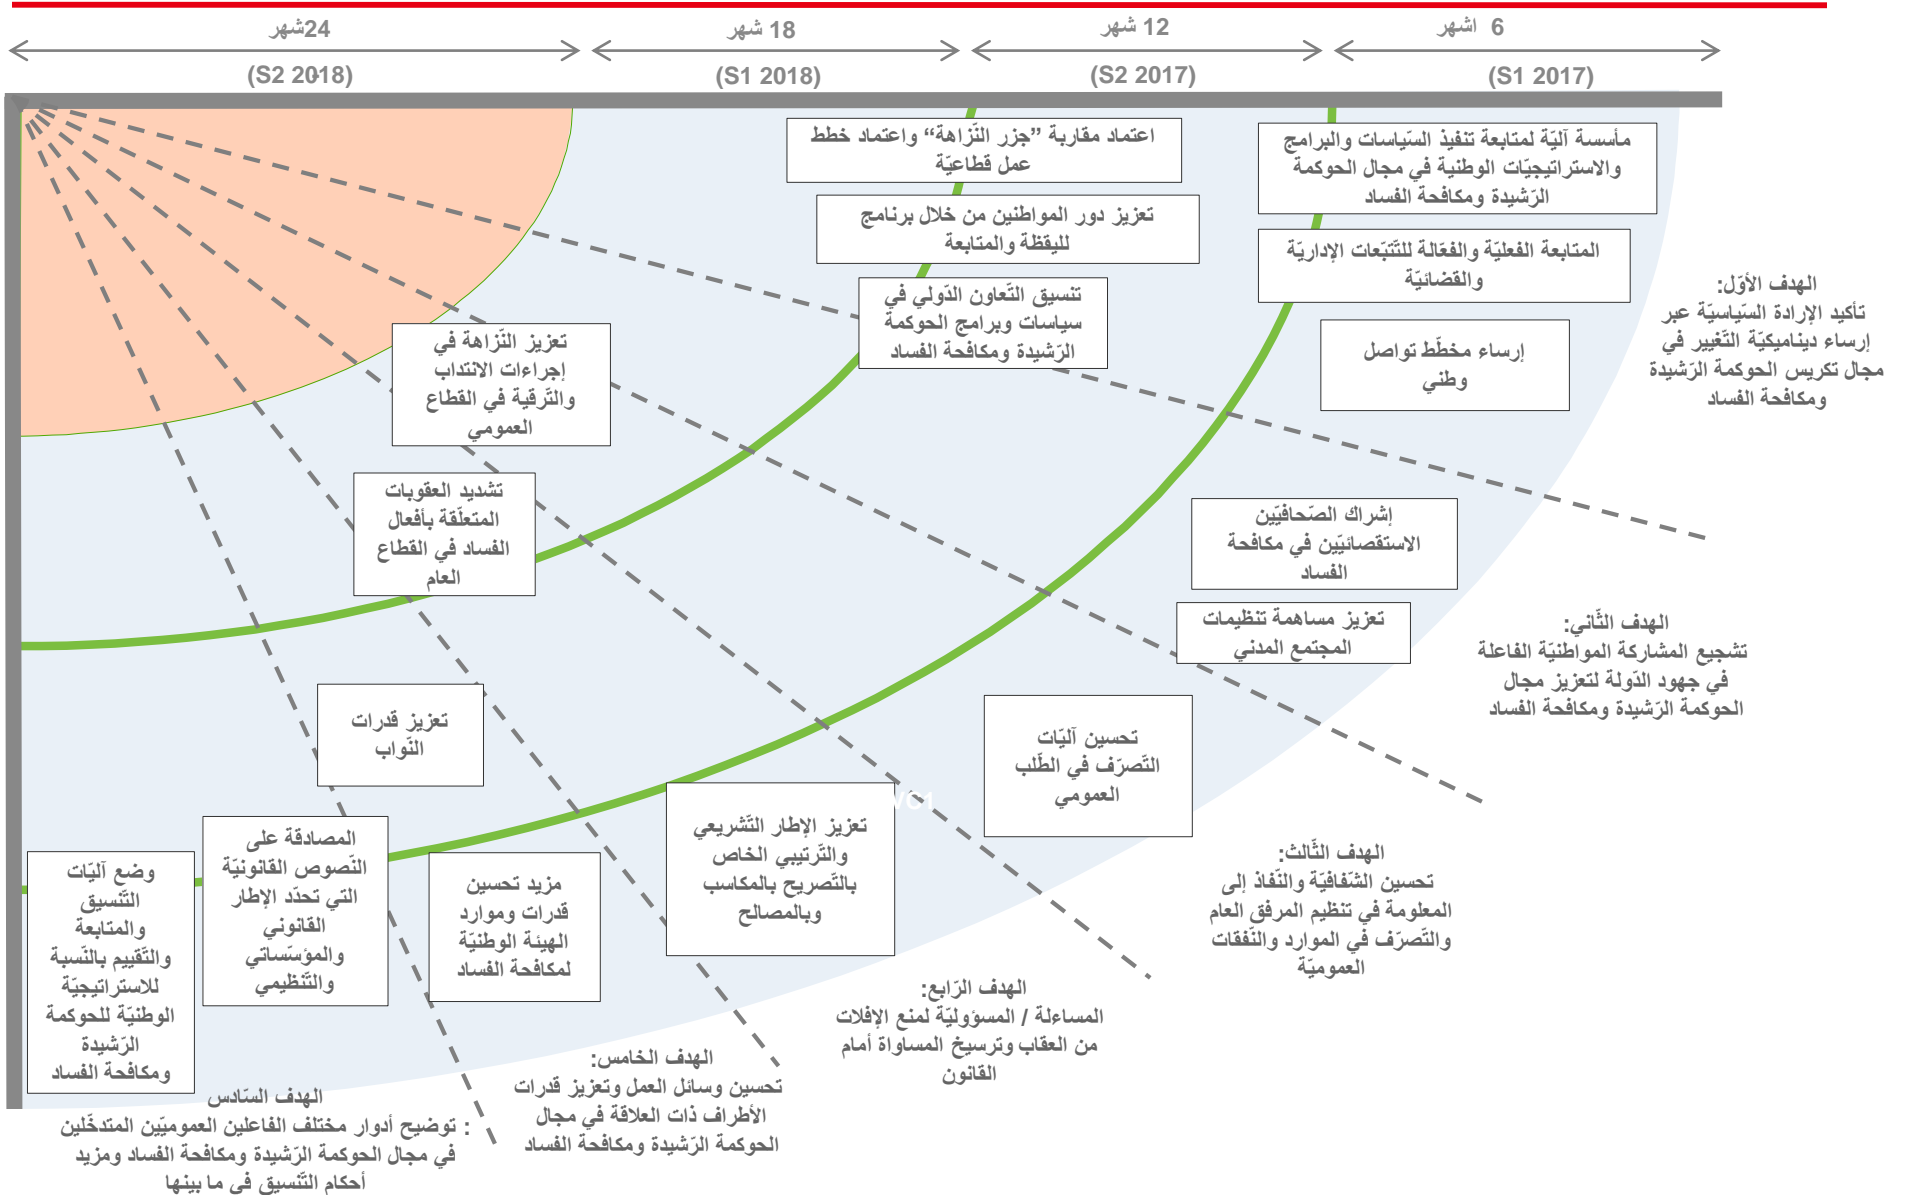 6 اشهر
12 شهر
18 شهر
24شهر
(S1 2017)
(S2 2017)
(S1 2018)
(S2 2018)
مأسسة آليّة لمتابعة تنفيذ السّياسات والبرامج
والاستراتيجيّات الوطنية في مجال الحوكمة
الرّشيدة ومكافحة الفساد
المتابعة الفعليّة والفعّالة للتّتبّعات الإداريّة
والقضائيّة
إرساء مخطّط تواصل
وطني
اعتماد مقاربة “جزر النّزاهة“ واعتماد خطط
عمل قطاعيّة
تعزيز دور المواطنين من خلال برنامج
لليقظة والمتابعة
تنسيق التّعاون الدّولي في
سياسات وبرامج الحوكمة
الرّشيدة ومكافحة الفساد
الهدف الأوّل:
تأكيد الإرادة السّياسيّة عبر
إرساء ديناميكيّة التّغيير في
مجال تكريس الحوكمة الرّشيدة
ومكافحة الفساد
تعزيز النّزاهة في
إجراءات الانتداب
والتّرقية في القطاع
العمومي
تشديد العقوبات
المتعلّقة بأفعال
الفساد في القطاع
العام
إشراك الصّحافيّين
الاستقصائيّين في مكافحة
الفساد
تعزيز مساهمة تنظيمات
المجتمع المدني
الهدف الثّاني:
تشجيع المشاركة المواطنيّة الفاعلة
في جهود الدّولة لتعزيز مجال
الحوكمة الرّشيدة ومكافحة الفساد
تحسين آليّات
التّصرّف في الطّلب
العمومي
الهدف الثّالث:
تحسين الشّفافيّة والنّفاذ إلى
المعلومة في تنظيم المرفق العام
والتّصرّف في الموارد والنّفقات
العموميّة
VC1
تعزيز الإطار التّشريعي
والتّرتيبي الخاص
بالتّصريح بالمكاسب
وبالمصالح
الهدف الرّابع:
المساءلة / المسؤوليّة لمنع الإفلات
من العقاب وترسيخ المساواة أمام
القانون
تعزيز قدرات
النّواب
مزيد تحسين
قدرات وموارد
الهيئة الوطنيّة
لمكافحة الفساد
الهدف الخامس:
تحسين وسائل العمل وتعزيز قدرات
الأطراف ذات العلاقة في مجال
الحوكمة الرّشيدة ومكافحة الفساد
المصادقة على
النّصوص القانونيّة
التي تحدّد الإطار
القانوني
والمؤسّساتي
والتّنظيمي
وضع آليّات
التّنسيق
والمتابعة
والتّقييم بالنّسبة
للاستراتيجيّة
الوطنيّة للحوكمة
الرّشيدة
ومكافحة الفساد
الهدف السّادس
: توضيح أدوار مختلف الفاعلين العموميّين المتدخّلين
في مجال الحوكمة الرّشيدة ومكافحة الفساد ومزيد
أحكام التّنسيق في ما بينها